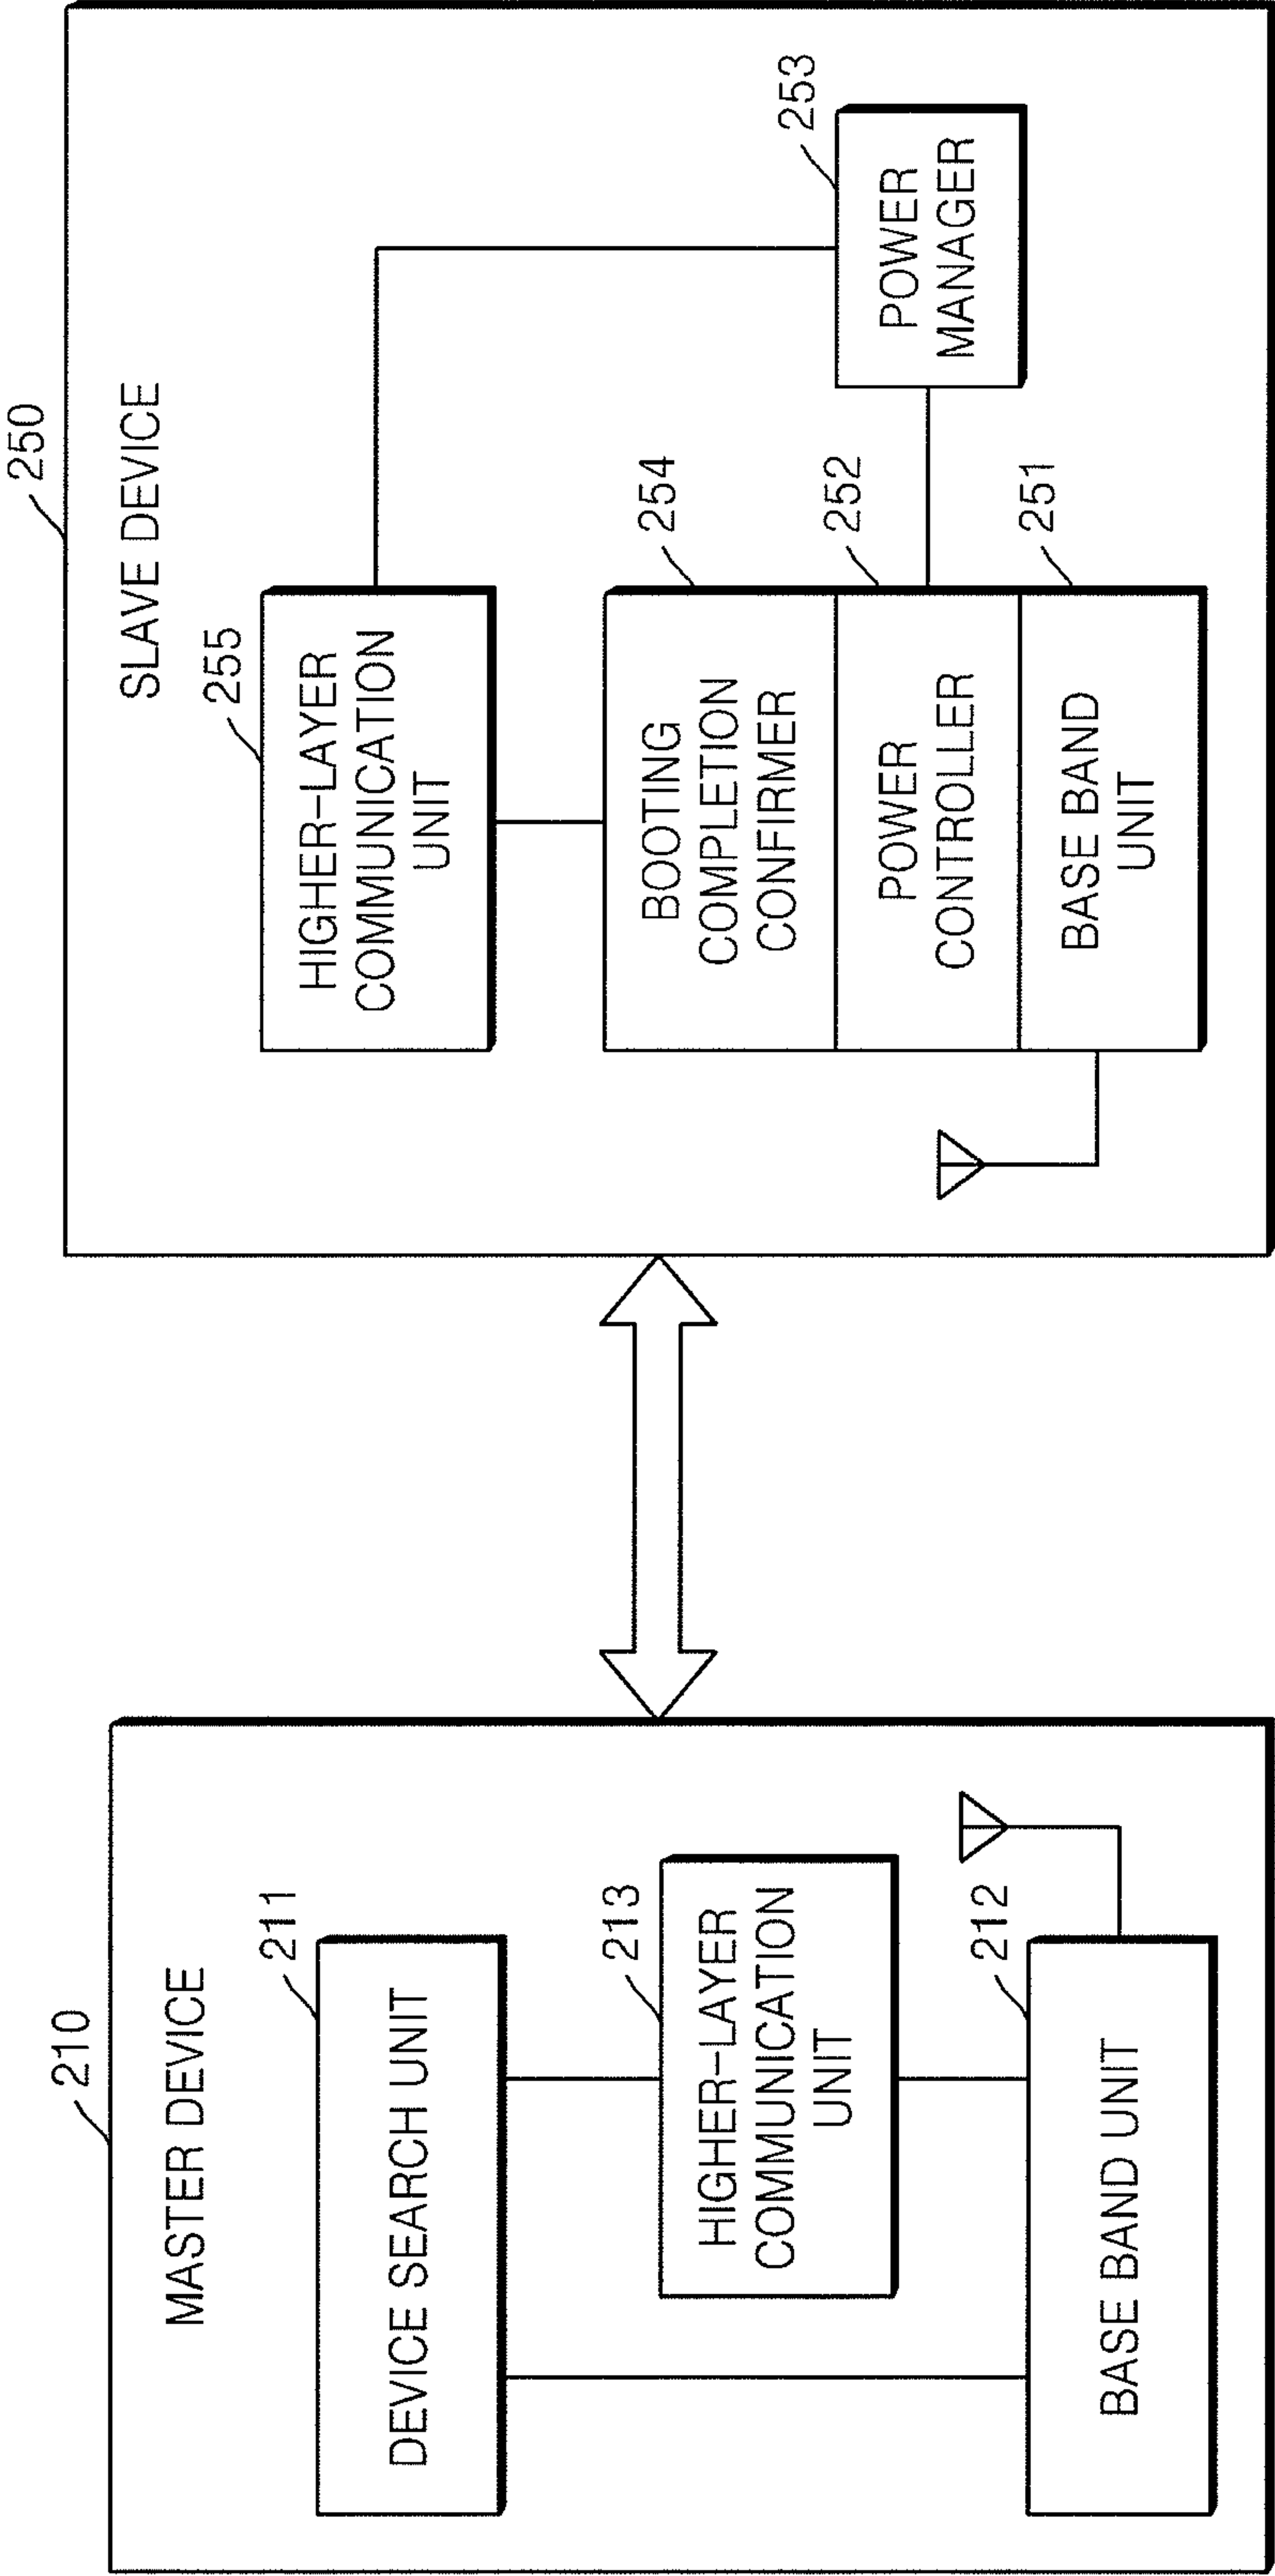 210
MASTER DEVICE
211
DEVICE SEARCH UNIT
213
HIGHER-LAYER
COMMUNICATION
UNIT
212
BASE BAND UNIT
250
SLAVE DEVICE
255
HIGHER-LAYER
COMMUNICATION
UNIT
254
BOOTING
COMPLETION
CONFIRMER
252
POWER
CONTROLLER
251
BASE BAND
UNIT
253
POWER
MANAGER